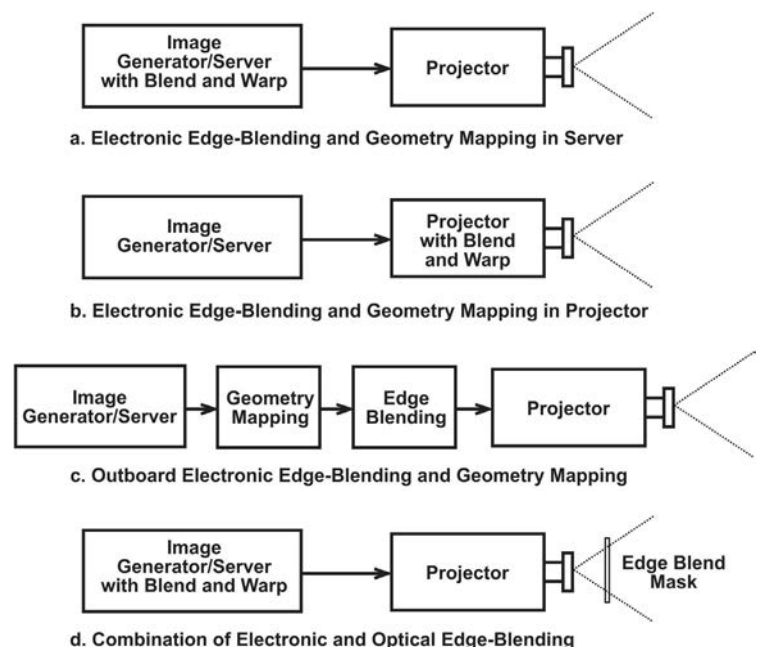 Image
Generator/Server
with Blend and Warp
Projector
a. Electronic Edge-Blending and Geometry Mapping in Server
Image
Generator/Server
Projector
with Blend
and Warp
b. Electronic Edge-Blending and Geometry Mapping in Projector
Image
Generator/Server
Geometry
Mapping
Edge
Blending
Projector
c. Outboard Electronic Edge-Blending and Geometry Mapping
Image
Generator/Server
with Blend and Warp
Projector
Edge Blend
Mask
d. Combination of Electronic and Optical Edge-Blending